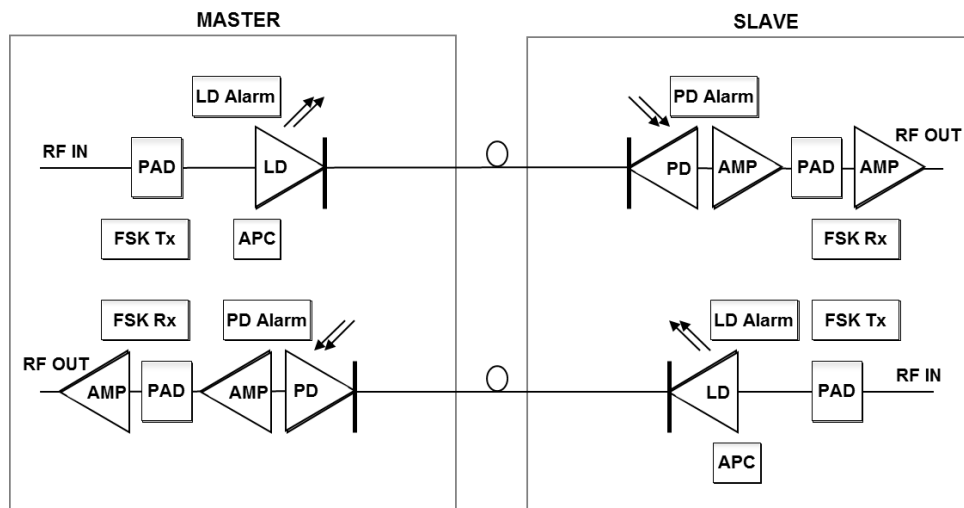 MASTER
SLAVE
LD Alarm
PD Alarm
RF IN
PAD
LD
PD
AMP
PAD
AMP
RF OUT
FSK Tx
APC
FSK Rx
FSK Rx
PD Alarm
LD Alarm
FSK Tx
RF OUT
AMP
PAD
AMP
PD
LD
PAD
RF IN
APC